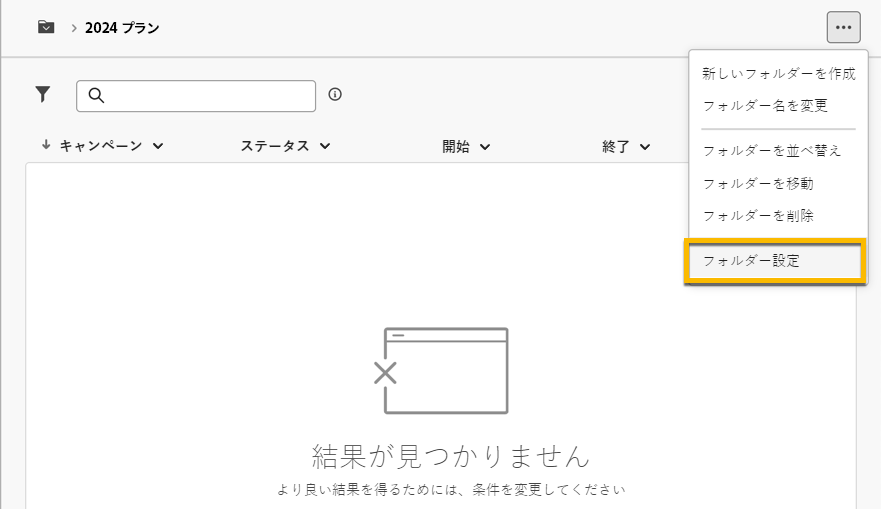 2024 プラン
新しいフォルダーを作成
フォルダー名を変更
フォルダーを並べ替え
フォルダーを移動
フォルダーを削除
フォルダー設定
キャンペーン ステータス 開始 終了
結果が見つかりません
より良い結果を得るためには、条件を変更してください